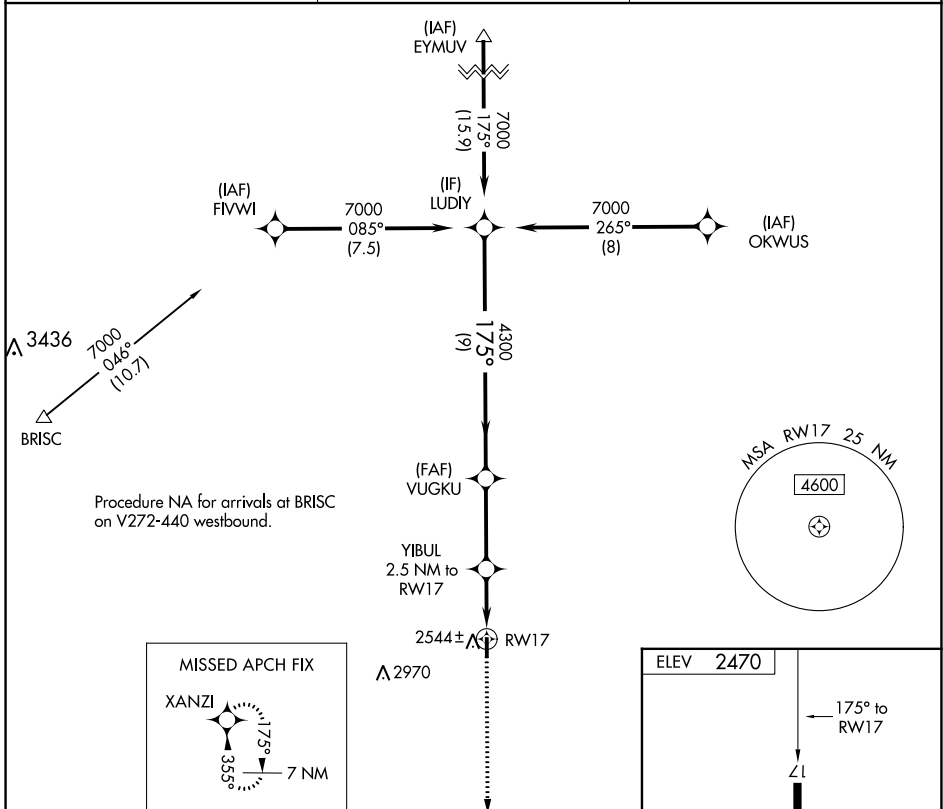 (IAF)
EYMUV
7000
175°
(15.9)
(IAF)
FIVWI
7000
085°
(7.5)
(IF)
LUDIY
7000
265°
(8)
(IAF)
OKWUS
3436
7000
046°
(10.7)
BRISC
4300
175°
(9)
MSA RW17 25 NM
4600
(FAF)
VUGKU
Procedure NA for arrivals at BRISC
on V272-440 westbound.
YIBUL
2.5 NM to
RW17
2544±
RW17
2970
MISSED APCH FIX
XANZI
175°
355°
7 NM
ELEV 2470
175° to
RW17
17